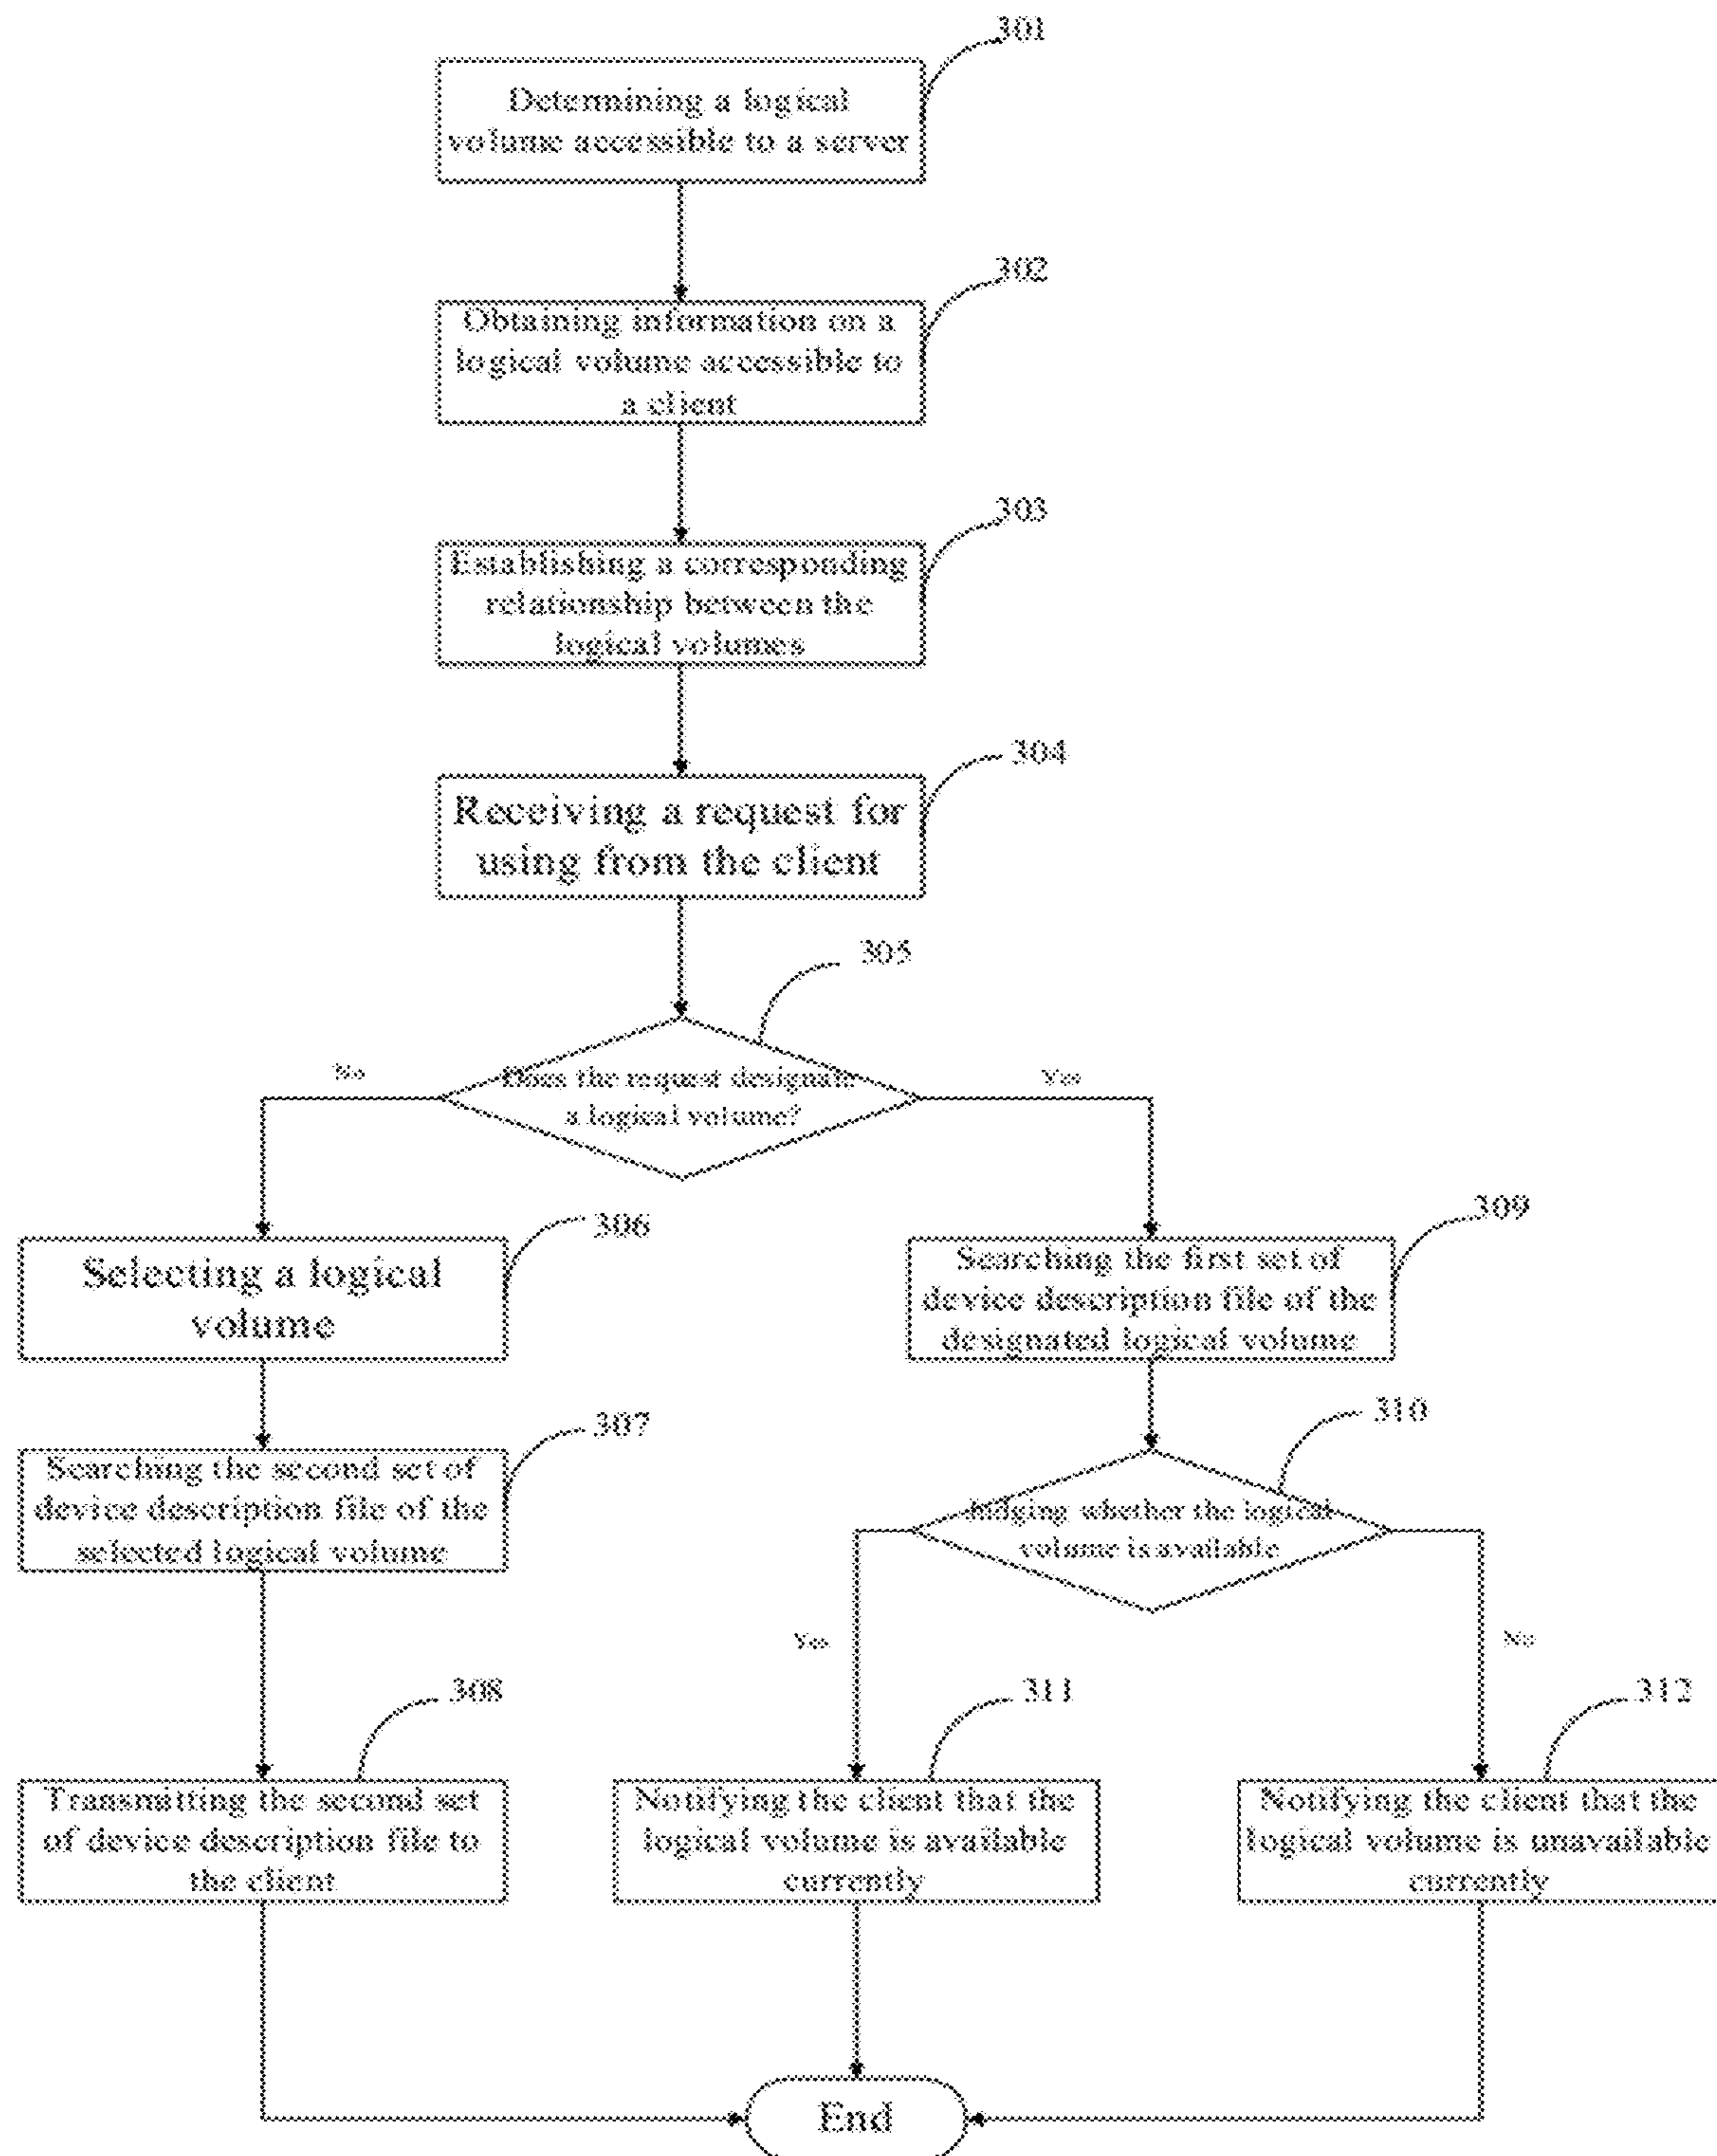 301
Determining a logical
volume accessible to a server
302
Obtaining information on a
logical volume accessible to
a client
303
Establishing a corresponding
relationship between the
logical volumes
304
Receiving a request for
using from the client
305
No
Does the request designate
a logical volume?
Yes
306
Selecting a logical
volume
309
Searching the first set of
device description file of the
designated logical volume
307
Searching the second set of
device description file of the
selected logical volume
310
Judging whether the logical
volume is available
Yes
No
308
Transmitting the second set
of device description file to
the client
311
Notifying the client that the
logical volume is available
currently
312
Notifying the client that the
logical volume is unavailable
currently
End